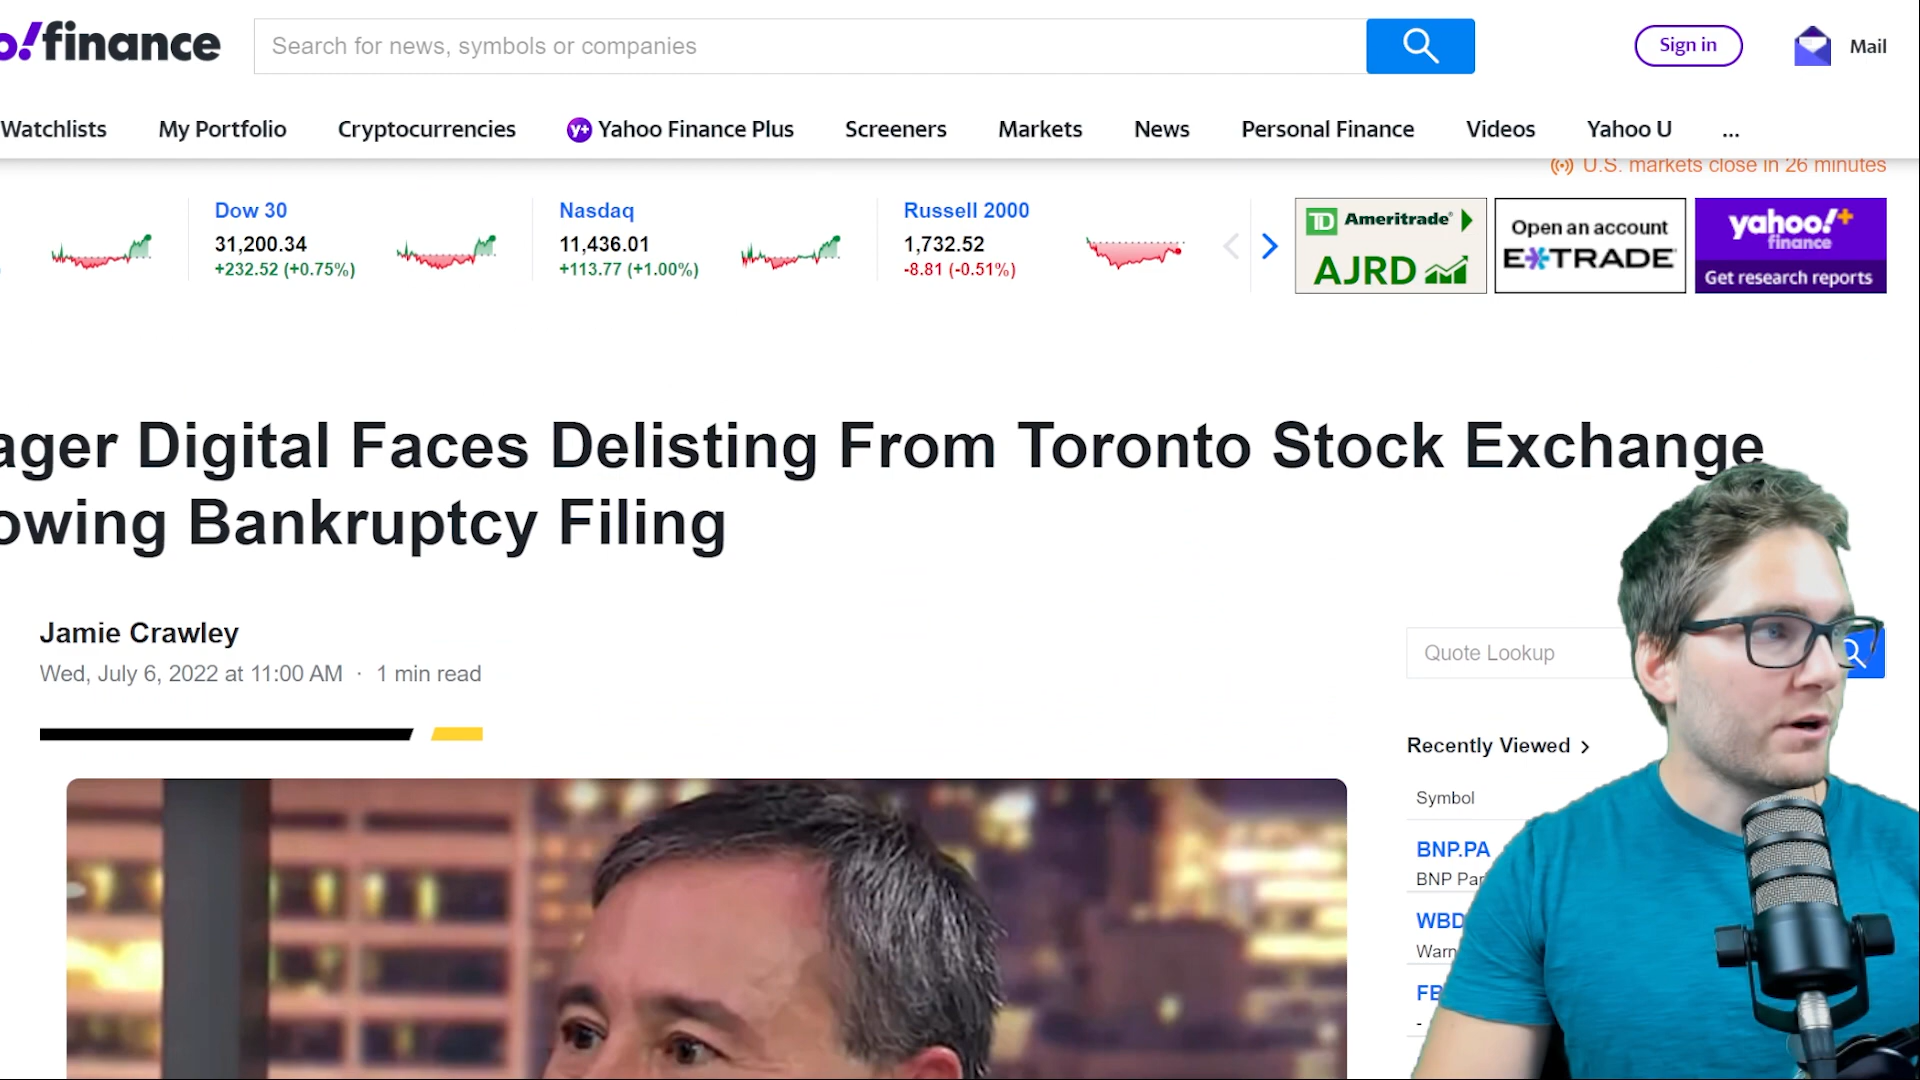 o!finance
Search for news, symbols or companies
Sign in
Mail
Watchlists
My Portfolio
Cryptocurrencies
y+ Yahoo Finance Plus
Screeners
Markets
News
Personal Finance
Videos
Yahoo U
...
U.S. markets close in 26 minutes
Dow 30
31,200.34
+232.52 (+0.75%)
Nasdaq
11,436.01
+113.77 (+1.00%)
Russell 2000
1,732.52
-8.81 (-0.51%)
TD Ameritrade
AJRD
Open an account
E*TRADE
yahoo!+
finance
Get research reports
ager Digital Faces Delisting From Toronto Stock Exchange
owing Bankruptcy Filing
Jamie Crawley
Wed, July 6, 2022 at 11:00 AM · 1 min read
Quote Lookup
Recently Viewed >
Symbol
BNP.PA
BNP Par
WBD
Warn
FB
-